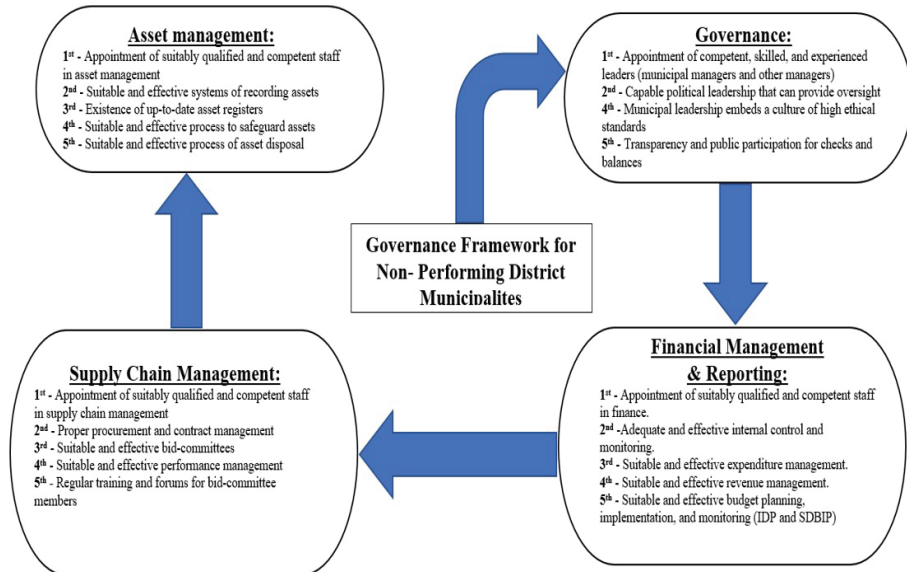 Asset management:
1st - Appointment of suitably qualified and competent staff
in asset management
2nd - Suitable and effective systems of recording assets
3rd - Existence of up-to-date asset registers
4th - Suitable and effective process to safeguard assets
5th - Suitable and effective process of asset disposal
Governance:
1st - Appointment of competent, skilled, and experienced
leaders (municipal managers and other managers)
2nd - Capable political leadership that can provide oversight
4th - Municipal leadership embeds a culture of high ethical
standards
5th - Transparency and public participation for checks and
balances
Governance Framework for
Non- Performing District
Municipalites
Supply Chain Management:
1st - Appointment of suitably qualified and competent staff
in supply chain management
2nd - Proper procurement and contract management
3rd - Suitable and effective bid-committees
4th - Suitable and effective performance management
5th - Regular training and forums for bid-committee
members
Financial Management
& Reporting:
1st - Appointment of suitably qualified and competent staff
in finance.
2nd -Adequate and effective internal control and
monitoring.
3rd - Suitable and effective expenditure management.
4th - Suitable and effective revenue management.
5th - Suitable and effective budget planning,
implementation, and monitoring (IDP and SDBIP)